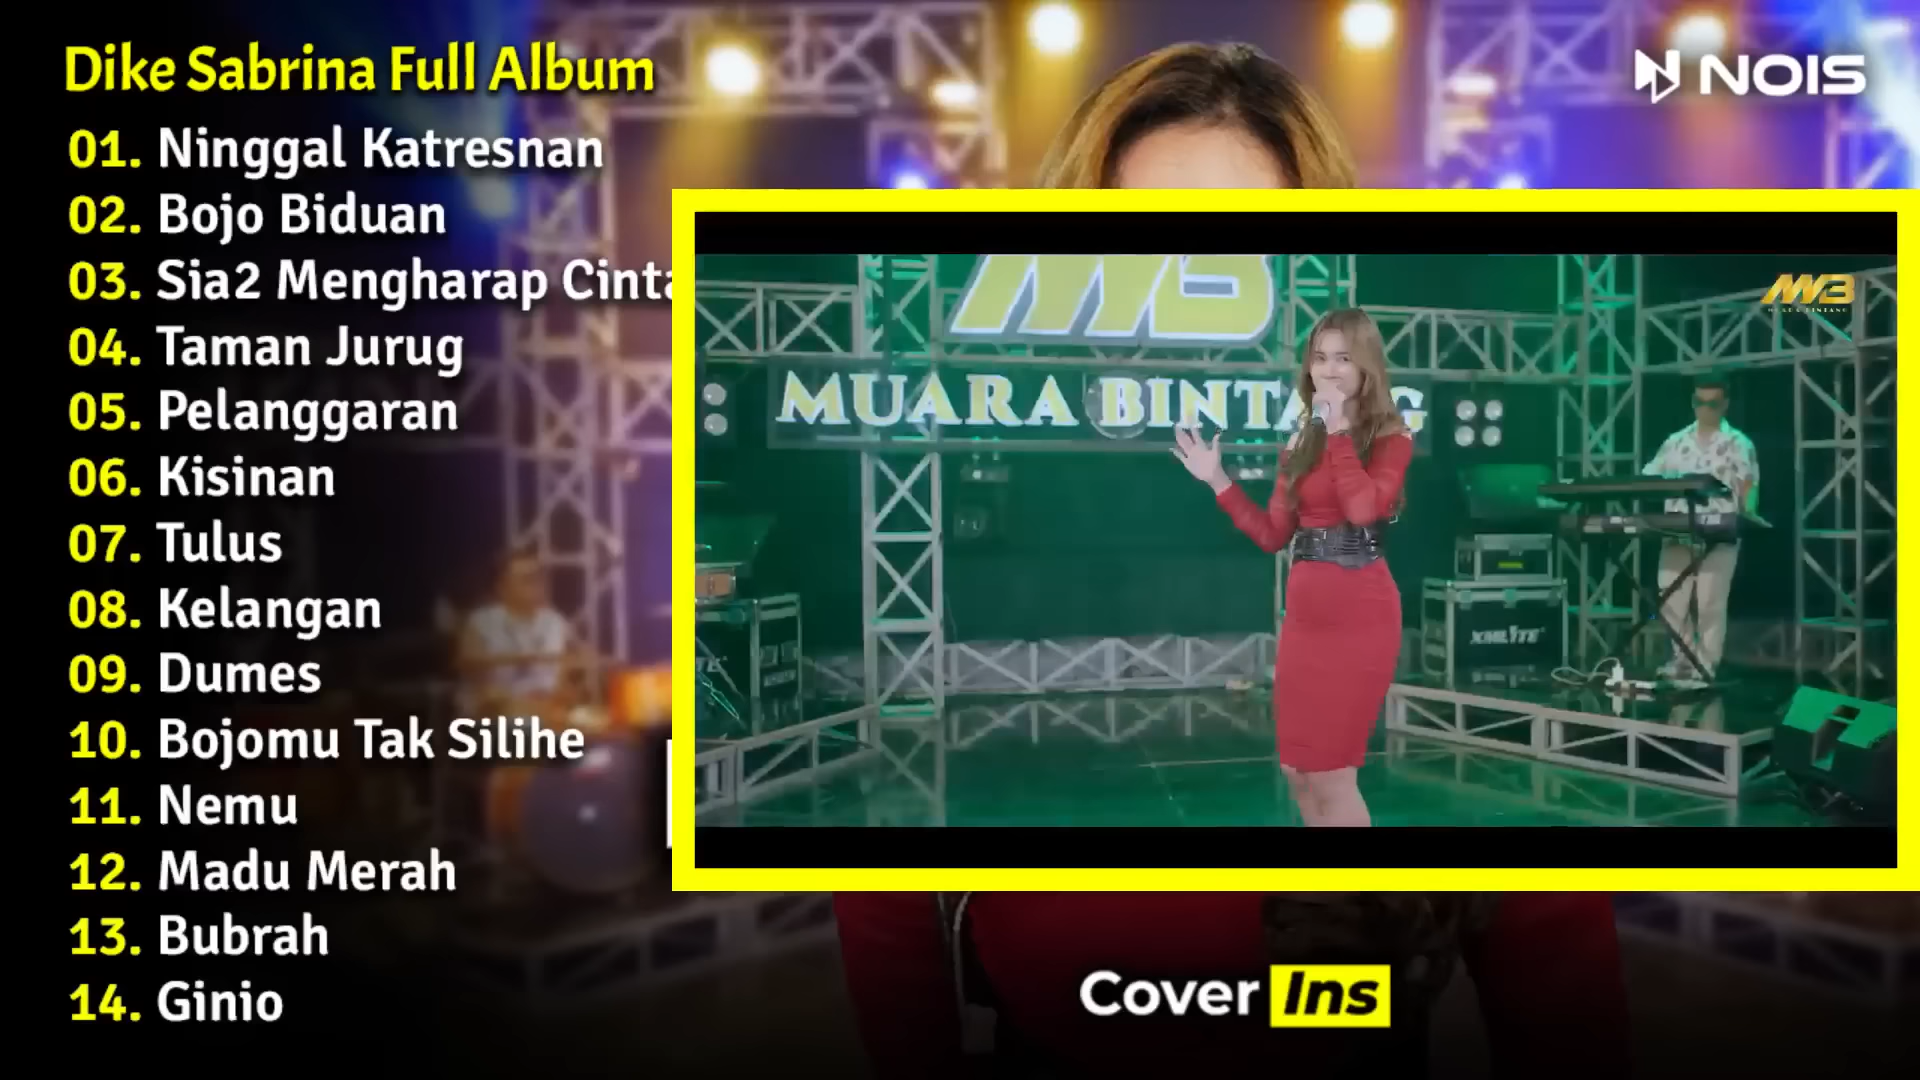 Dike Sabrina Full Album
NOIS
01. Ninggal Katresnan
02. Bojo Biduan
03. Sia2 Mengharap Cinta
04. Taman Jurug
05. Pelanggaran
06. Kisinan
07. Tulus
08. Kelangan
09. Dumes
10. Bojomu Tak Silihe
11. Nemu
12. Madu Merah
13. Bubrah
14. Ginio
MB
MB
MUARA BINTANG
Cover Ins